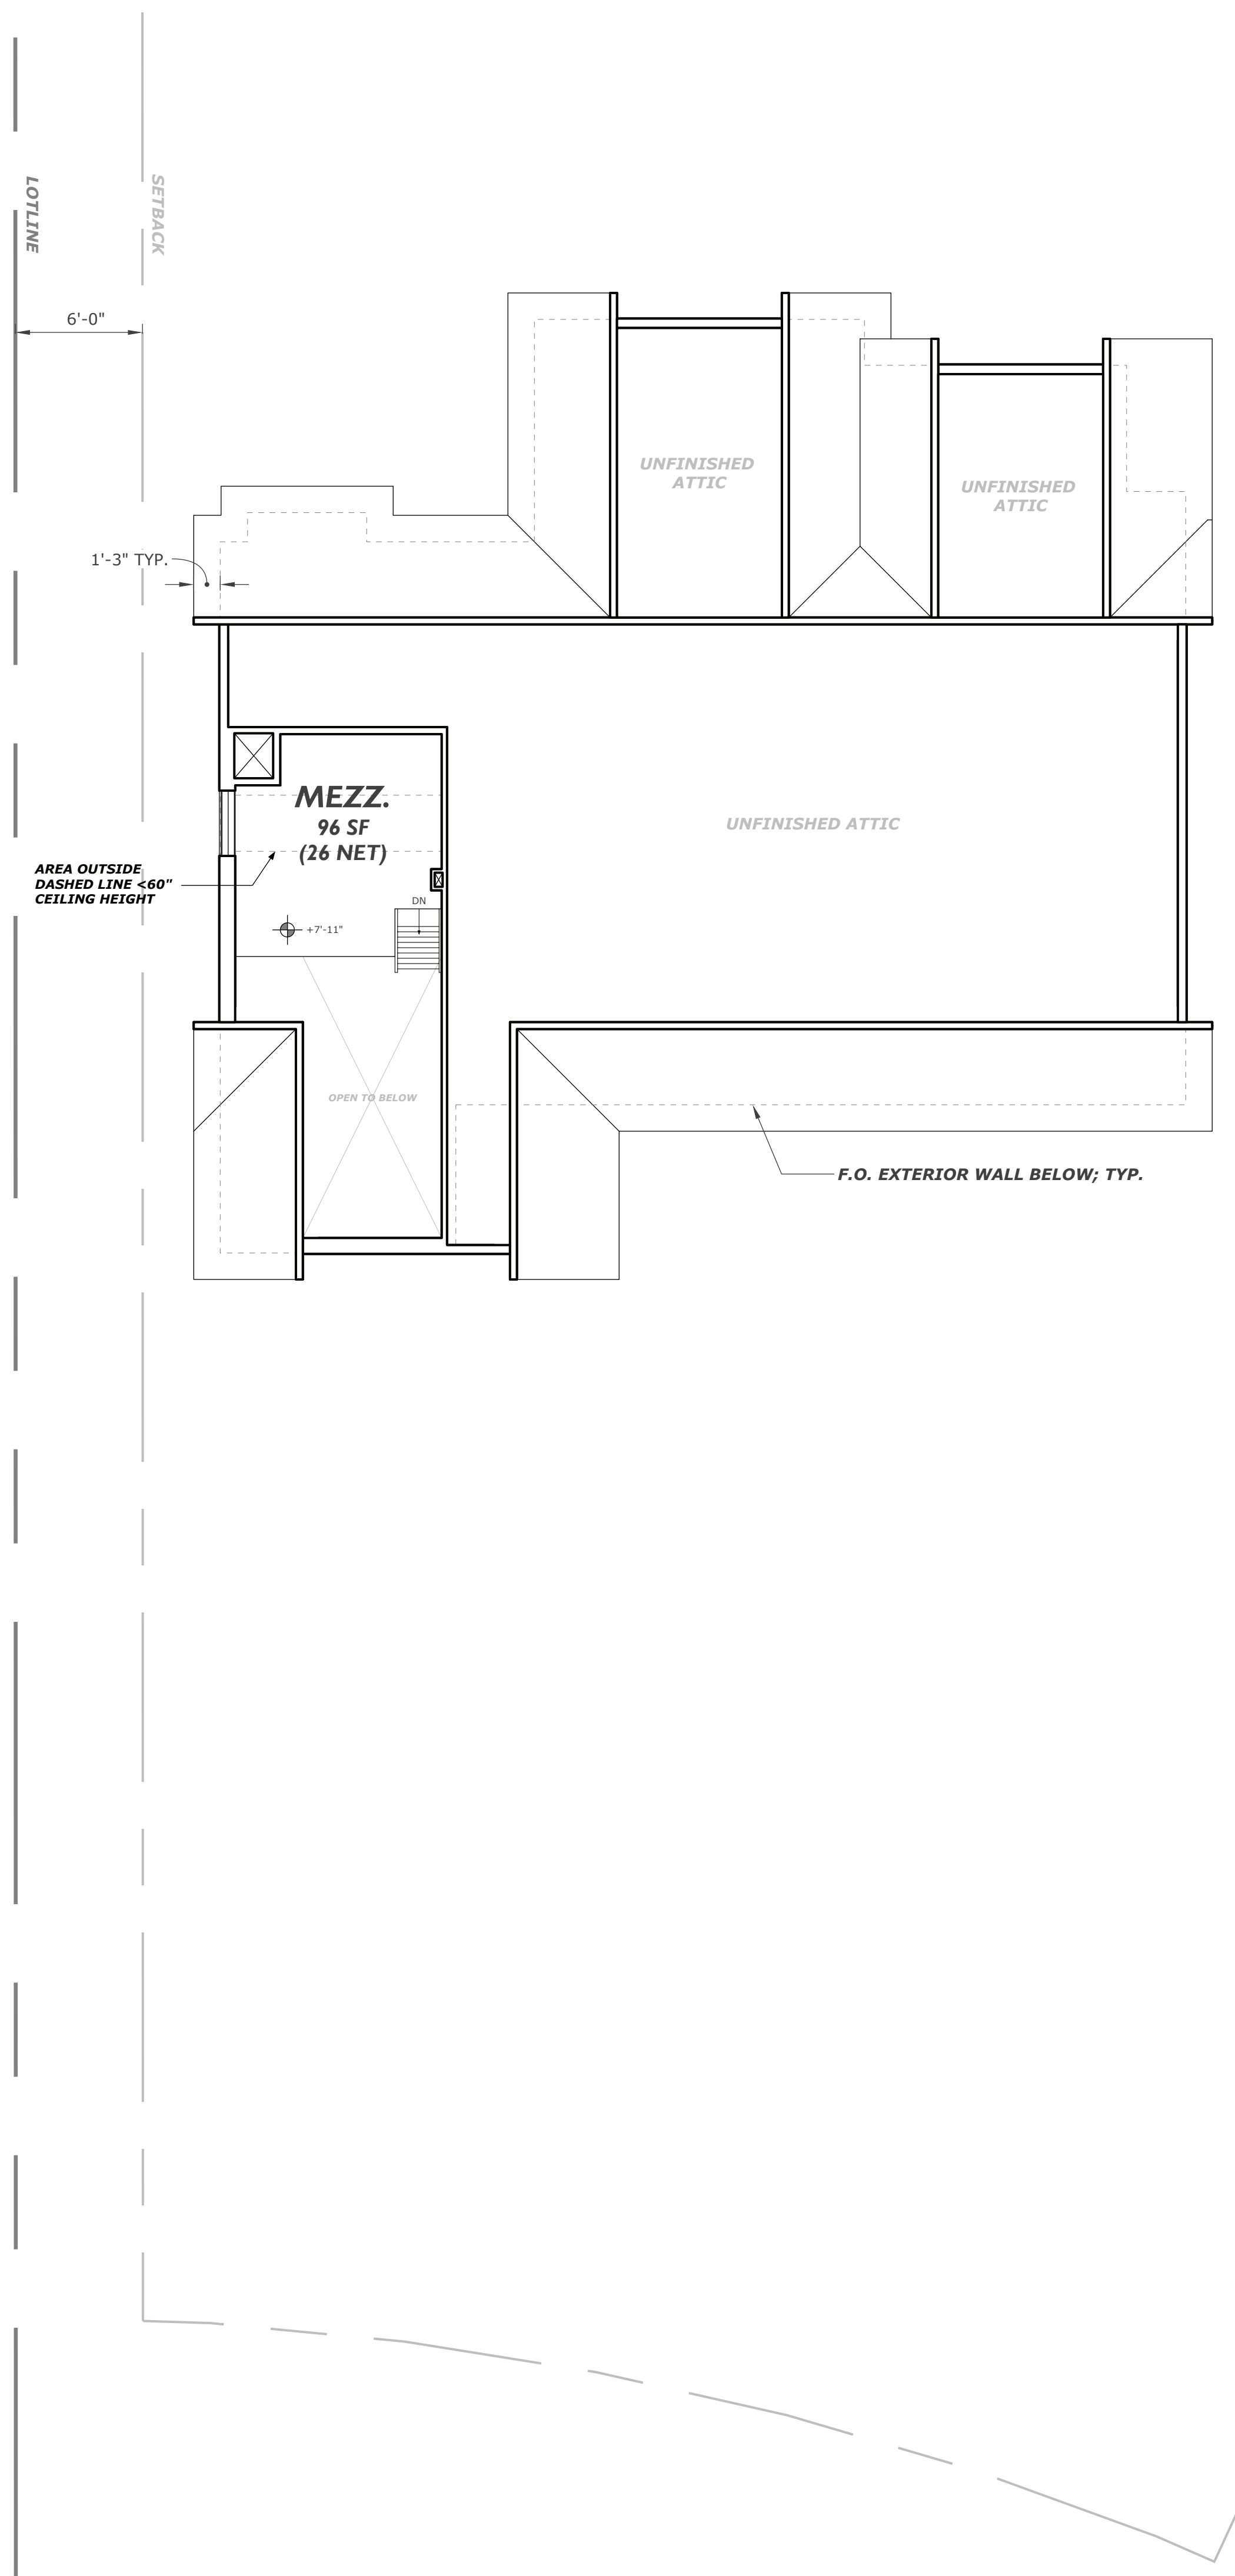 LOTLINE
SETBACK
6'-0"
UNFINISHED
ATTIC
UNFINISHED
ATTIC
1'-3" TYP.
MEZZ.
96 SF
(26 NET)
UNFINISHED ATTIC
AREA OUTSIDE
DASHED LINE <60"
CEILING HEIGHT
DN
+7'-11"
OPEN TO BELOW
F.O. EXTERIOR WALL BELOW; TYP.